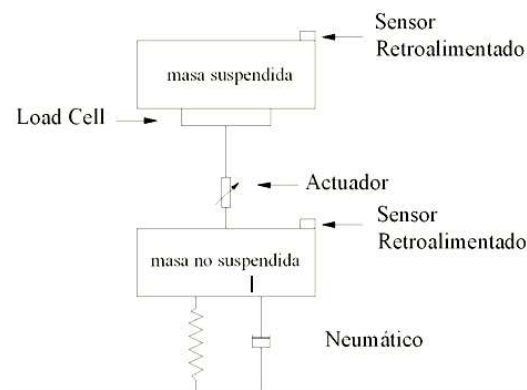 Sensor
Retroalimentado
masa suspendida
Load Cell
Actuador
Sensor
Retroalimentado
masa no suspendida
Neumático